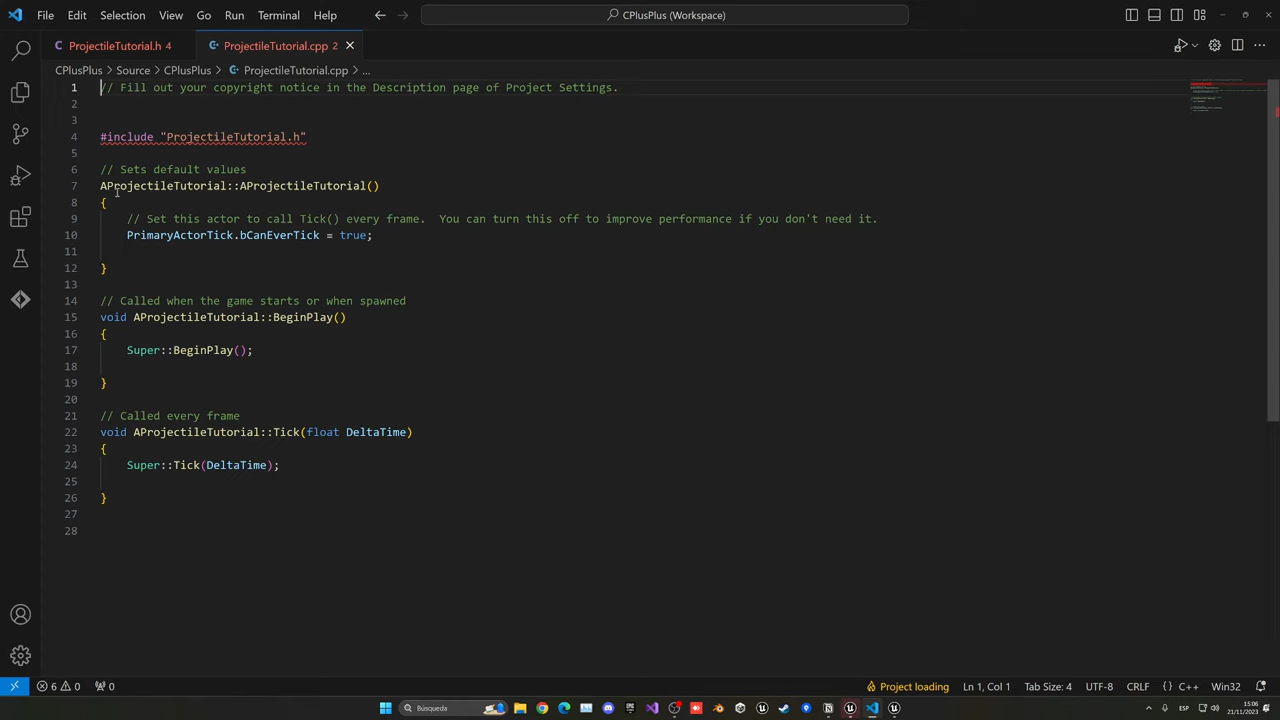 File Edit Selection View Go Run Terminal Help CPlusPlus (Workspace)
ProjectileTutorial.h 4 ProjectileTutorial.cpp 2
CPlusPlus > Source > CPlusPlus > ProjectileTutorial.cpp > ...
1 // Fill out your copyright notice in the Description page of Project Settings.
2
3
4 #include "ProjectileTutorial.h"
5
6 // Sets default values
7 AProjectileTutorial::AProjectileTutorial()
8 {
9 // Set this actor to call Tick() every frame.  You can turn this off to improve performance if you don't need it.
10 PrimaryActorTick.bCanEverTick = true;
11
12 }
13
14 // Called when the game starts or when spawned
15 void AProjectileTutorial::BeginPlay()
16 {
17 Super::BeginPlay();
18
19 }
20
21 // Called every frame
22 void AProjectileTutorial::Tick(float DeltaTime)
23 {
24 Super::Tick(DeltaTime);
25
26 }
27
28
6 0 0 Project loading Ln 1, Col 1 Tab Size: 4 UTF-8 CRLF {} C++ Win32
Búsqueda ESP 15:06
21/11/2023